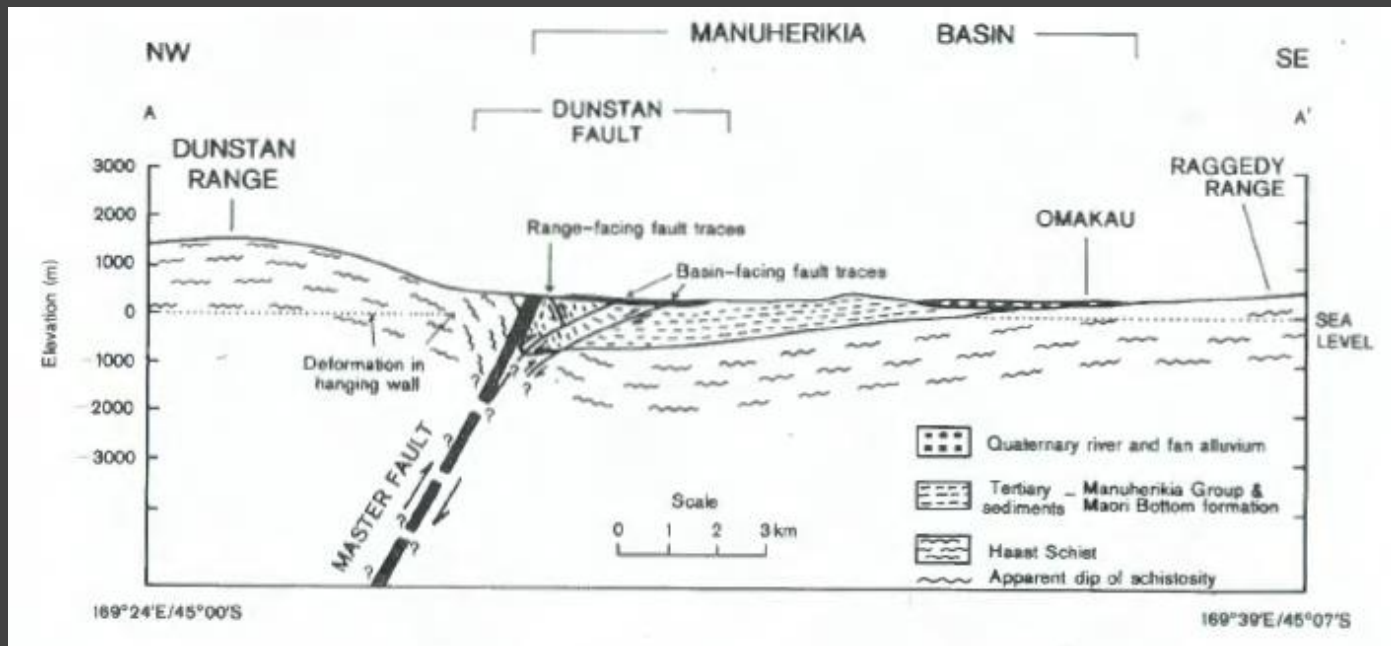 MANUHERIKIA BASIN
NW
SE
DUNSTAN
FAULT
A
A'
DUNSTAN
RANGE
RAGGEDY
RANGE
OMAKAU
Range-facing fault traces
Basin-facing fault traces
3000
2000
1000
0
-1000
-2000
-3000
Elevation (m)
SEA
LEVEL
Deformation in
hanging wall
? ? ? ? ? ? ? ? ?
MASTER FAULT
Scale
0 1 2 3 km
Quaternary river and fan alluvium
Tertiary sediments - Manuherikia Group &
Maori Bottom formation
Haast Schist
Apparent dip of schistosity
169°24'E/45°00'S
169°39'E/45°07'S